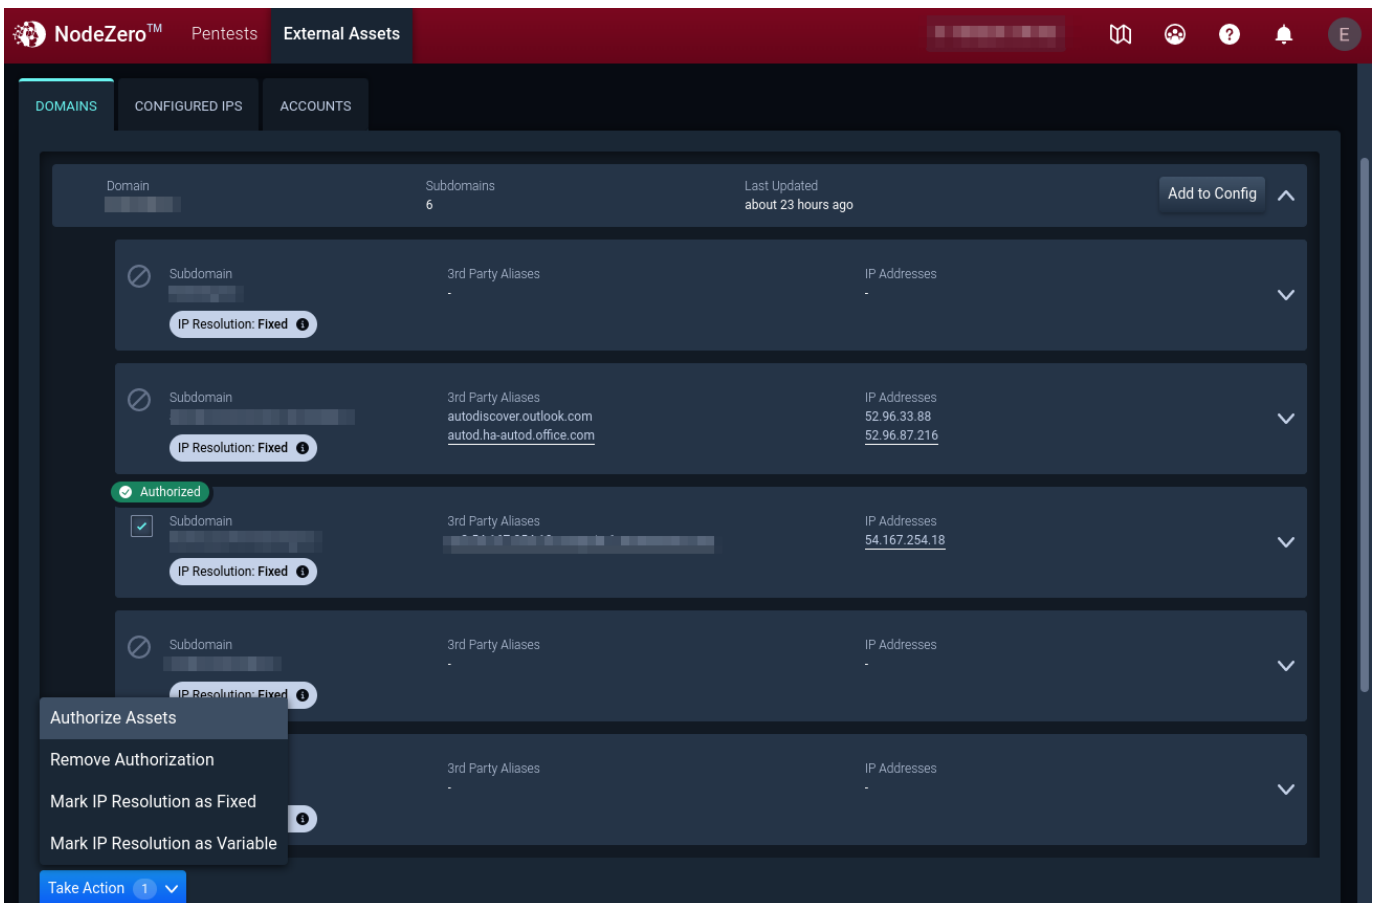 NodeZero™ Pentests External Assets ? E
DOMAINS CONFIGURED IPS ACCOUNTS
Domain Subdomains Last Updated
6 about 23 hours ago
Add to Config
Subdomain 3rd Party Aliases IP Addresses
- -
IP Resolution: Fixed
Subdomain 3rd Party Aliases IP Addresses
autodiscover.outlook.com 52.96.33.88
autod.ha-autod.office.com 52.96.87.216
IP Resolution: Fixed
Authorized
Subdomain 3rd Party Aliases IP Addresses
54.167.254.18
IP Resolution: Fixed
Subdomain 3rd Party Aliases IP Addresses
- -
IP Resolution: Fixed
Authorize Assets
Remove Authorization
3rd Party Aliases IP Addresses
- -
Mark IP Resolution as Fixed
Mark IP Resolution as Variable
Take Action 1